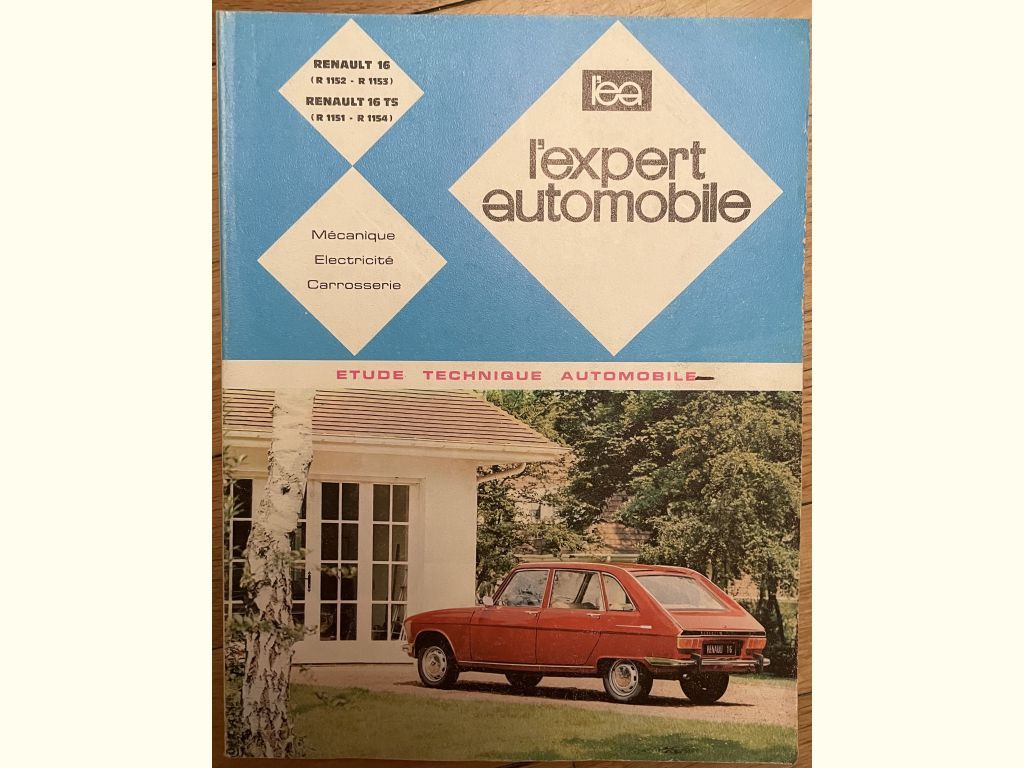 RENAULT 16
(R 1152 - R 1153)
RENAULT 16 TS
(R 1151 - R 1154)
l'ea
l'expert
automobile
Mécanique
Electricité
Carrosserie
ETUDE TECHNIQUE AUTOMOBILE
RENAULT 16